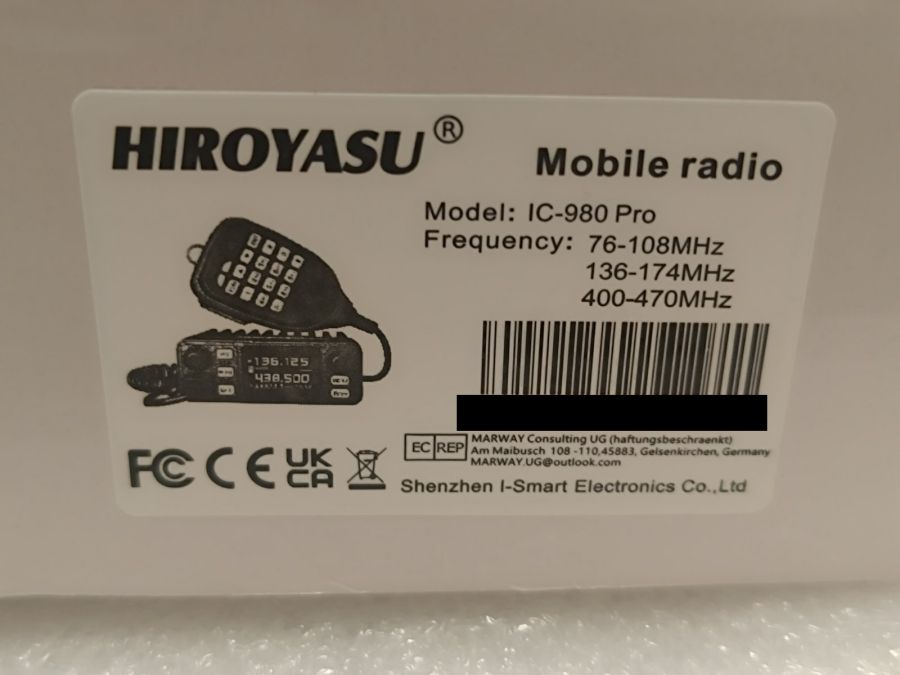 HIROYASU®
Mobile radio
Model: IC-980 Pro
Frequency: 76-108MHz
136-174MHz
400-470MHz
136.125
438.500
FC CE UK
CA
EC REP
MARWAY Consulting UG (haftungsbeschraenkt)
Am Maibusch 108 -110,45883, Gelsenkirchen, Germany
MARWAY.UG@outlook.com
Shenzhen I-Smart Electronics Co.,Ltd